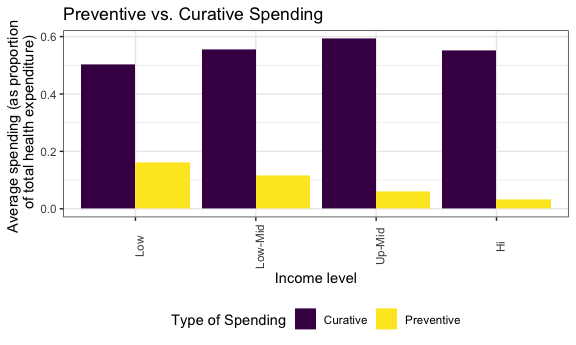 Preventive vs. Curative Spending
Average spending (as proportion
of total health expenditure)
0.6
0.4
0.2
0.0
Low
Low-Mid
Up-Mid
Hi
Income level
Type of Spending
Curative
Preventive